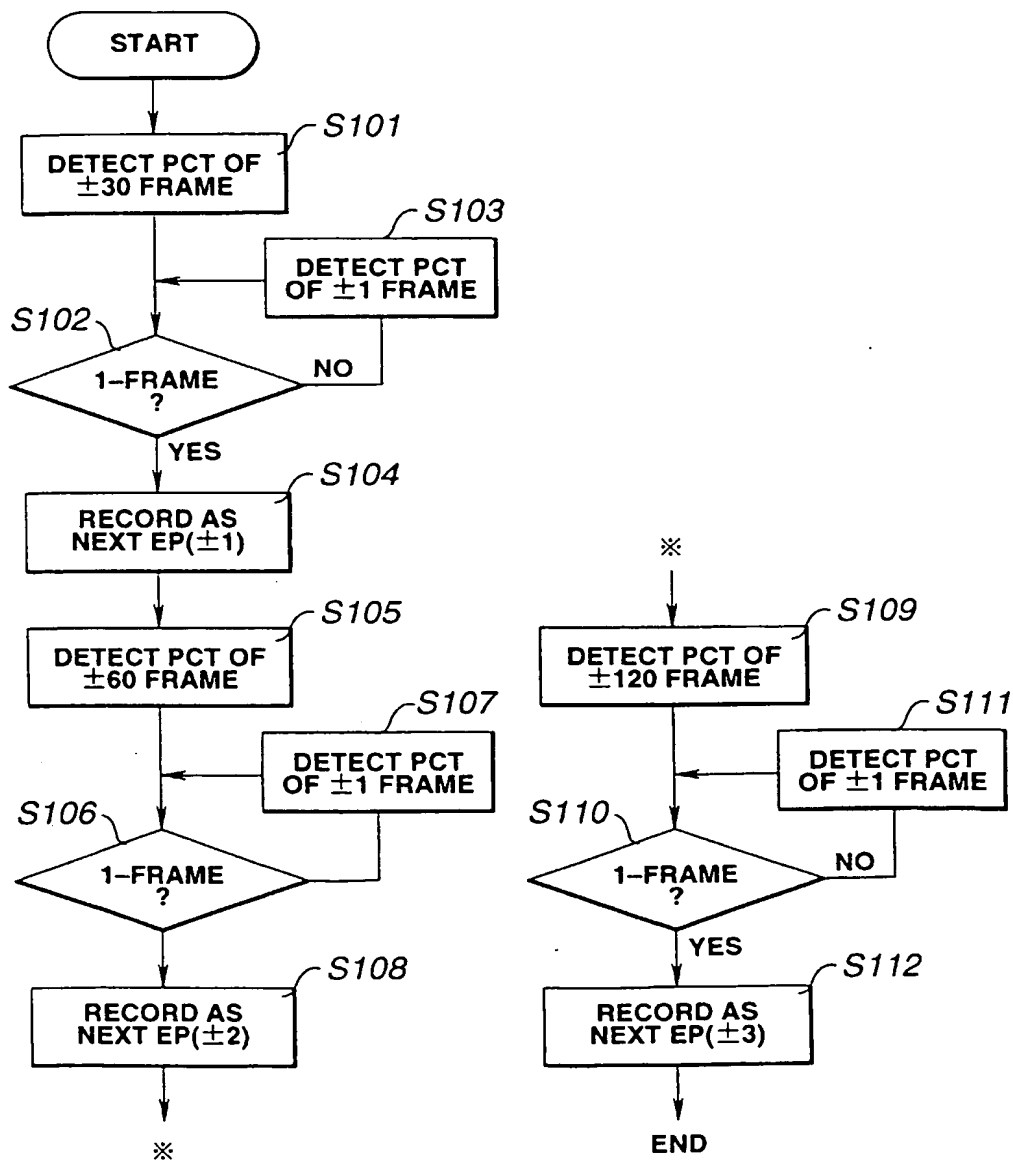 START
S101
DETECT PCT OF
±30 FRAME
S103
DETECT PCT
OF ±1 FRAME
S102
1–FRAME
?
NO
YES
S104
RECORD AS
NEXT EP(±1)
S105
DETECT PCT OF
±60 FRAME
S107
DETECT PCT
OF ±1 FRAME
S106
1–FRAME
?
S108
RECORD AS
NEXT EP(±2)
※
※
S109
DETECT PCT OF
±120 FRAME
S111
DETECT PCT
OF ±1 FRAME
S110
1–FRAME
?
NO
YES
S112
RECORD AS
NEXT EP(±3)
END